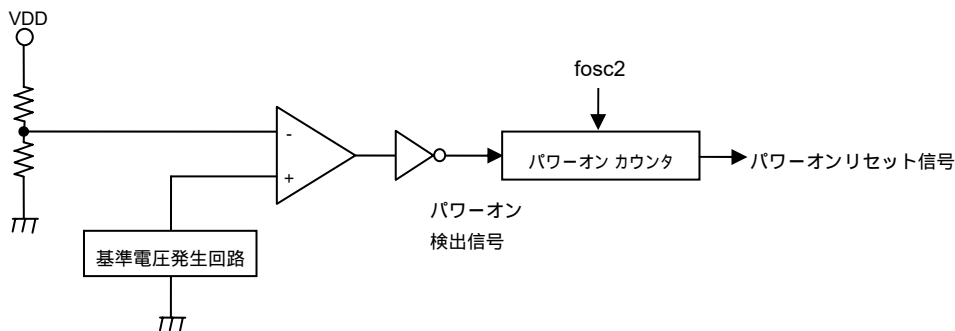 VDD
fosc2
-
+
パワーオン カウンタ
パワーオンリセット信号
パワーオン
検出信号
基準電圧発生回路